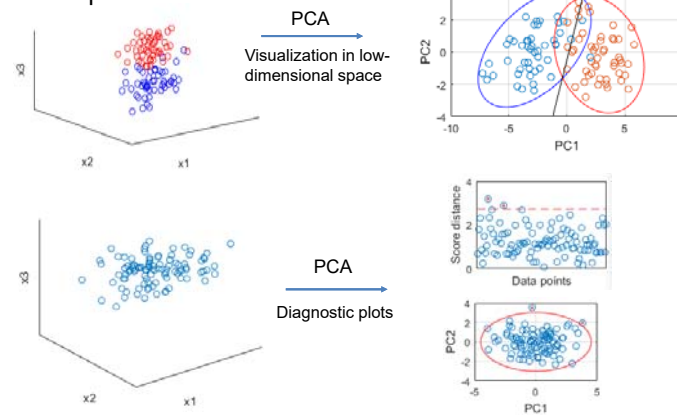 PCA
Visualization in low-
dimensional space
x3
x2
x1
PC2
2
0
-2
-4
-10
-5
0
5
PC1
PCA
Diagnostic plots
x3
x2
x1
Score distance
4
2
0
Data points
PC2
4
2
0
-2
-4
-5
0
5
PC1